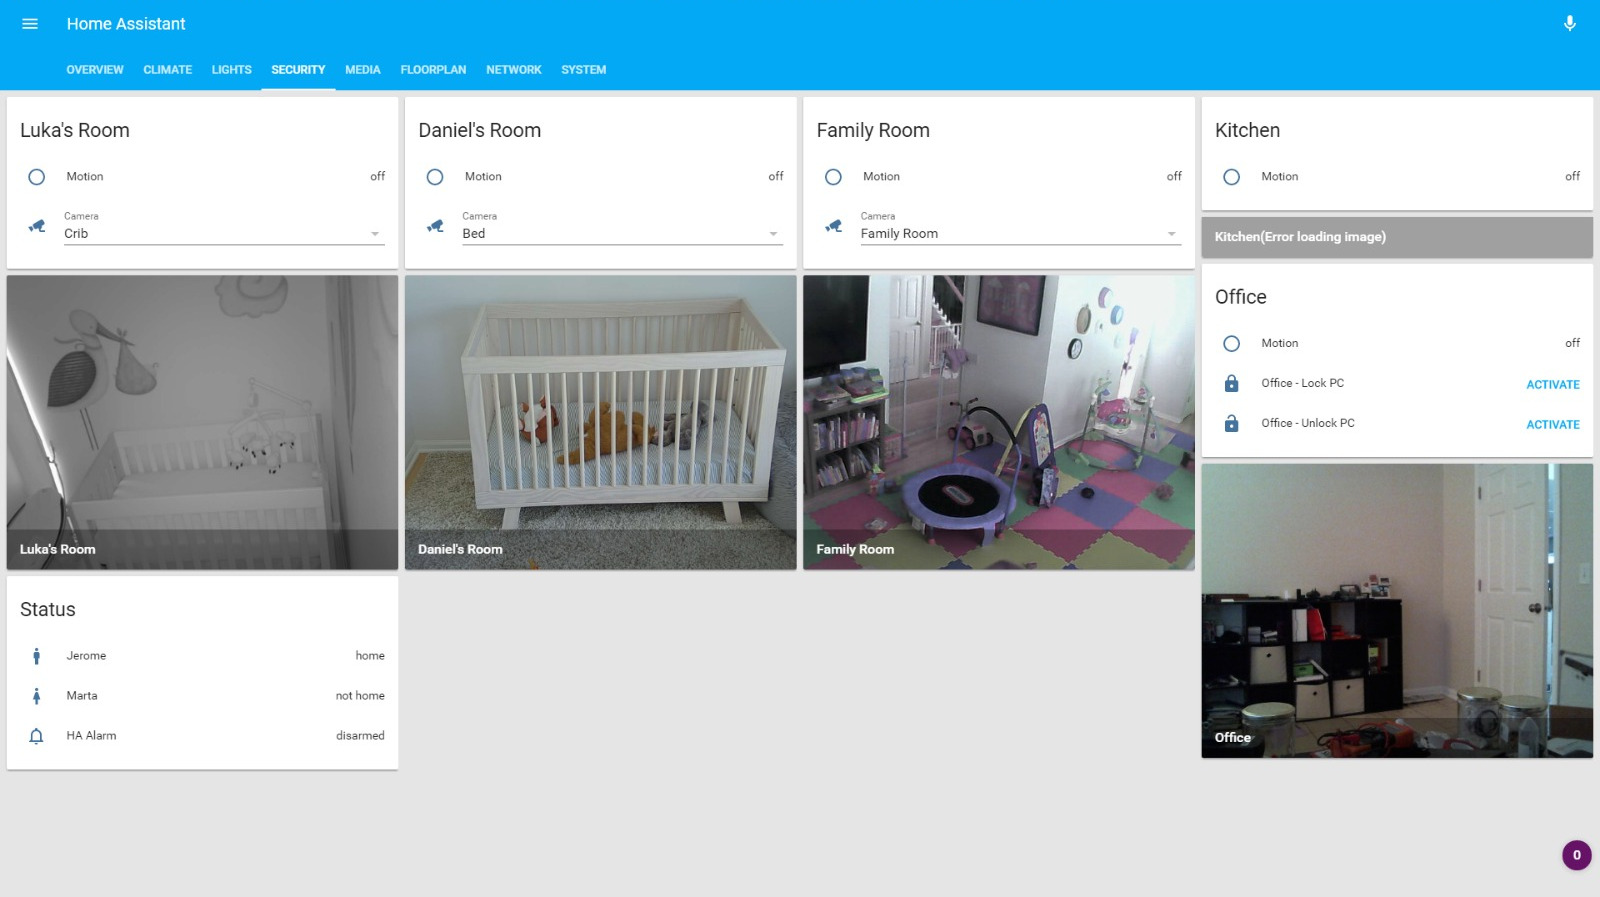 Home Assistant
OVERVIEW CLIMATE LIGHTS SECURITY MEDIA FLOORPLAN NETWORK SYSTEM
Luka's Room
Motion off
Camera
Crib
Luka's Room
Status
Jerome home
Marta not home
HA Alarm disarmed
Daniel's Room
Motion off
Camera
Bed
Daniel's Room
Family Room
Motion off
Camera
Family Room
Family Room
Kitchen
Motion off
Kitchen(Error loading image)
Office
Motion off
Office - Lock PC ACTIVATE
Office - Unlock PC ACTIVATE
Office
0